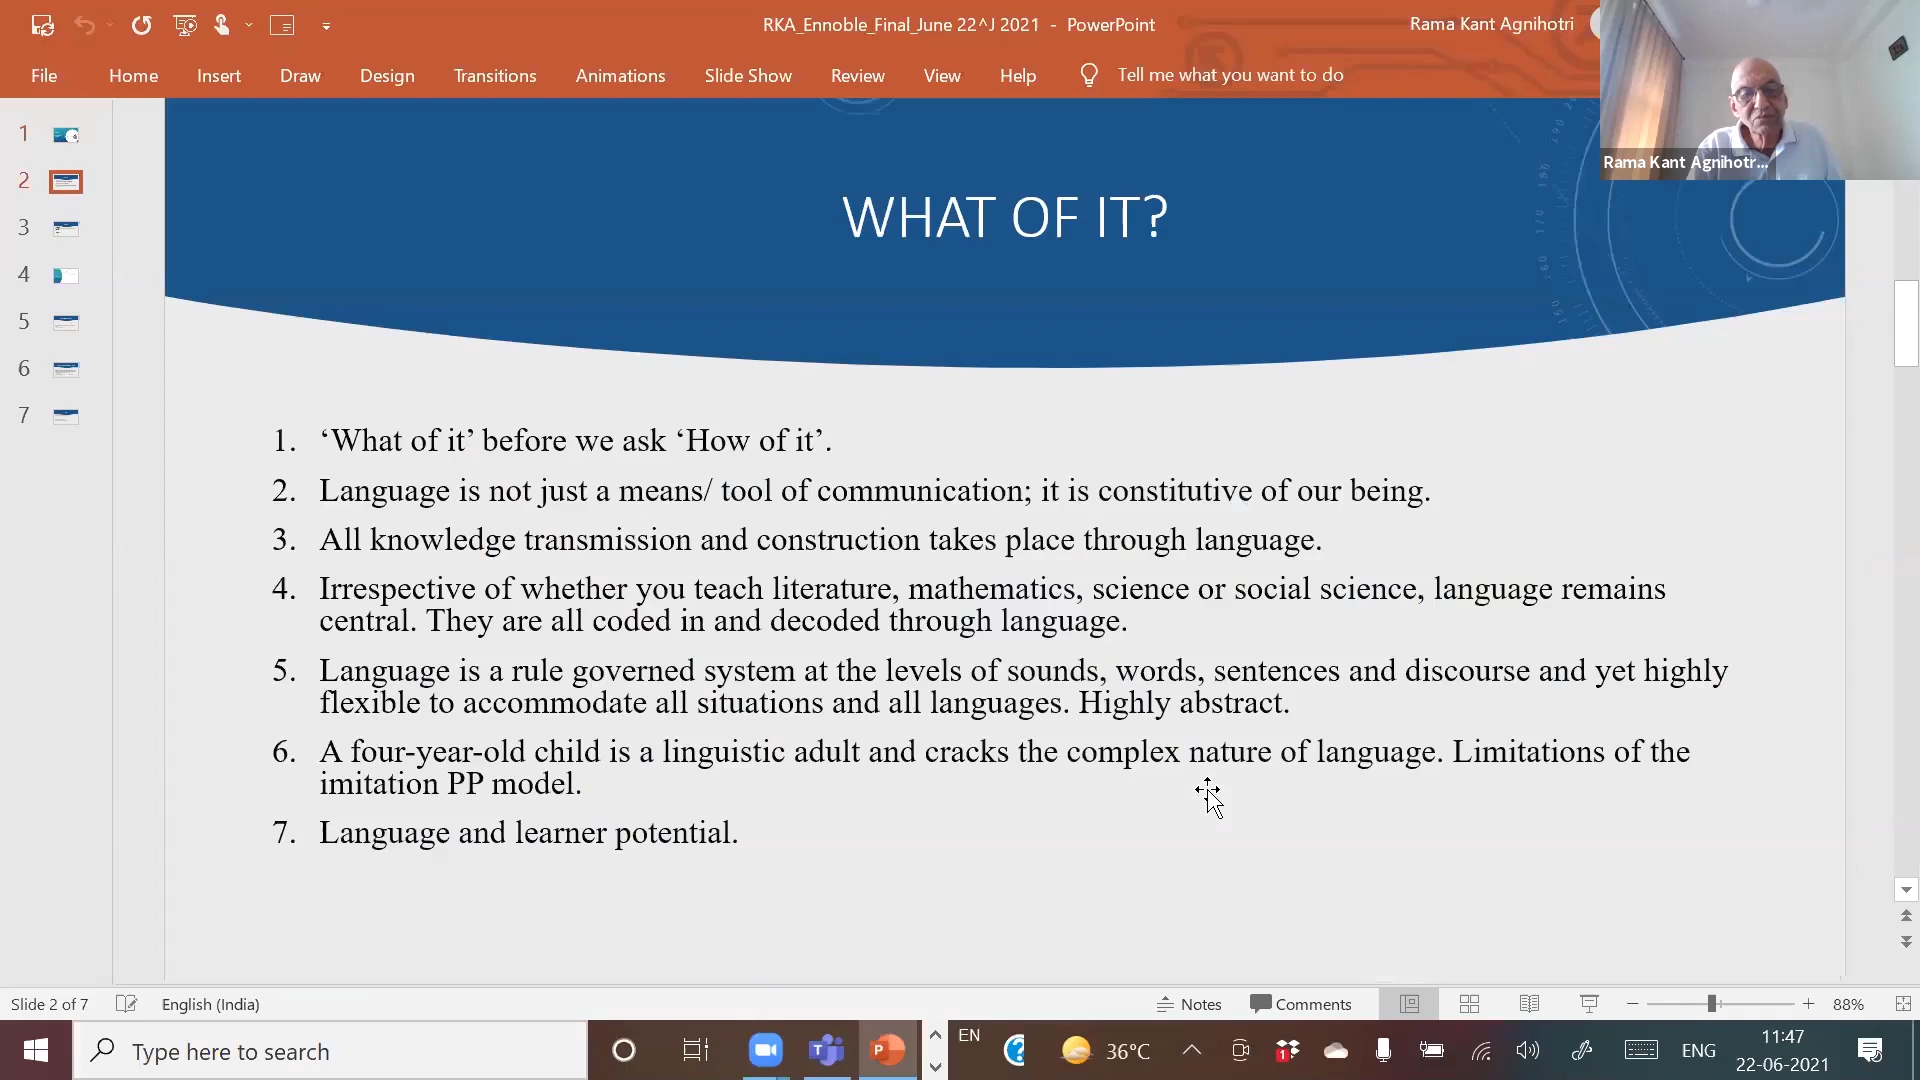 RKA_Ennoble_Final_June 22^J 2021 - PowerPoint
Rama Kant Agnihotri
File Home Insert Draw Design Transitions Animations Slide Show Review View Help Tell me what you want to do
Rama Kant Agnihotr...
1
2
3
4
5
6
7
WHAT OF IT?
1. ‘What of it’ before we ask ‘How of it’.
2. Language is not just a means/ tool of communication; it is constitutive of our being.
3. All knowledge transmission and construction takes place through language.
4. Irrespective of whether you teach literature, mathematics, science or social science, language remains
central. They are all coded in and decoded through language.
5. Language is a rule governed system at the levels of sounds, words, sentences and discourse and yet highly
flexible to accommodate all situations and all languages. Highly abstract.
6. A four-year-old child is a linguistic adult and cracks the complex nature of language. Limitations of the
imitation PP model.
7. Language and learner potential.
Slide 2 of 7 English (India) Notes Comments 88%
Type here to search
EN
36°C
1
ENG
11:47
22-06-2021